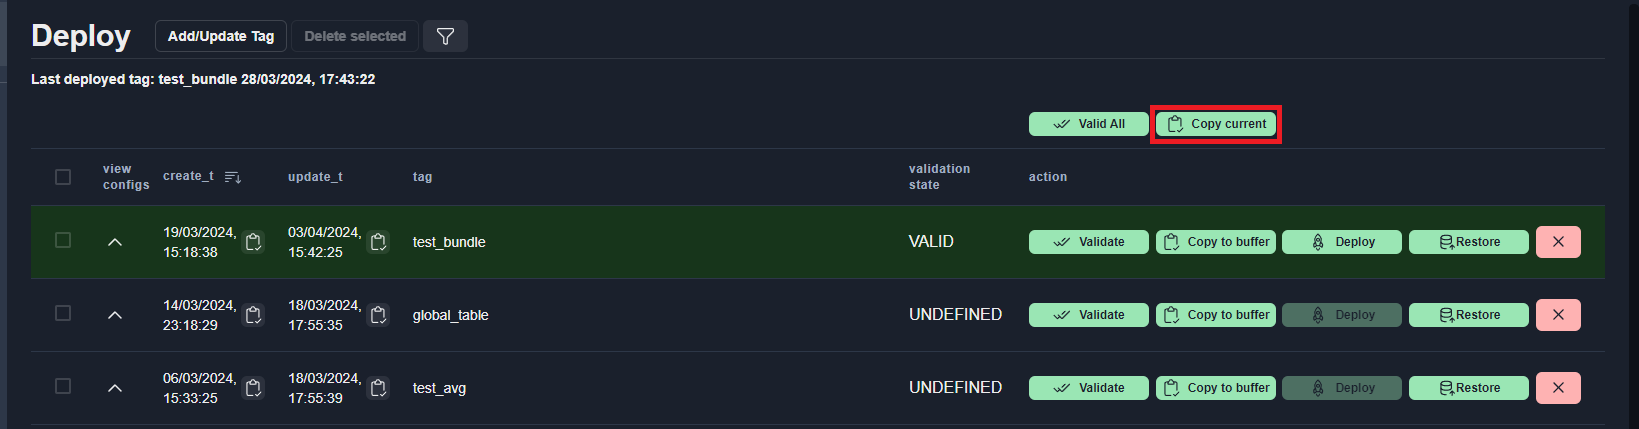 Deploy Add/Update Tag Delete selected
Last deployed tag: test_bundle 28/03/2024, 17:43:22
Valid All Copy current
view configs create_t update_t tag validation state action
19/03/2024, 15:18:38 03/04/2024, 15:42:25 test_bundle VALID Validate Copy to buffer Deploy Restore
14/03/2024, 23:18:29 18/03/2024, 17:55:35 global_table UNDEFINED Validate Copy to buffer Deploy Restore
06/03/2024, 15:33:25 18/03/2024, 17:55:39 test_avg UNDEFINED Validate Copy to buffer Deploy Restore